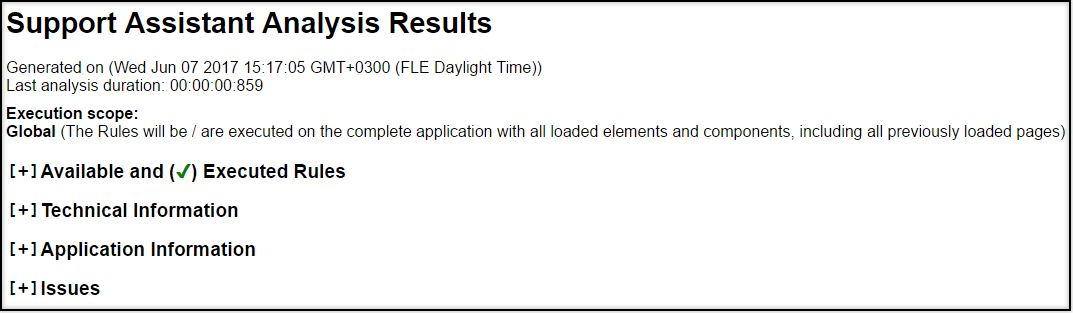 Support Assistant Analysis Results
Generated on (Wed Jun 07 2017 15:17:05 GMT+0300 (FLE Daylight Time))
Last analysis duration: 00:00:00:859
Execution scope:
Global (The Rules will be / are executed on the complete application with all loaded elements and components, including all previously loaded pages)
[+] Available and (✔) Executed Rules
[+] Technical Information
[+] Application Information
[+] Issues